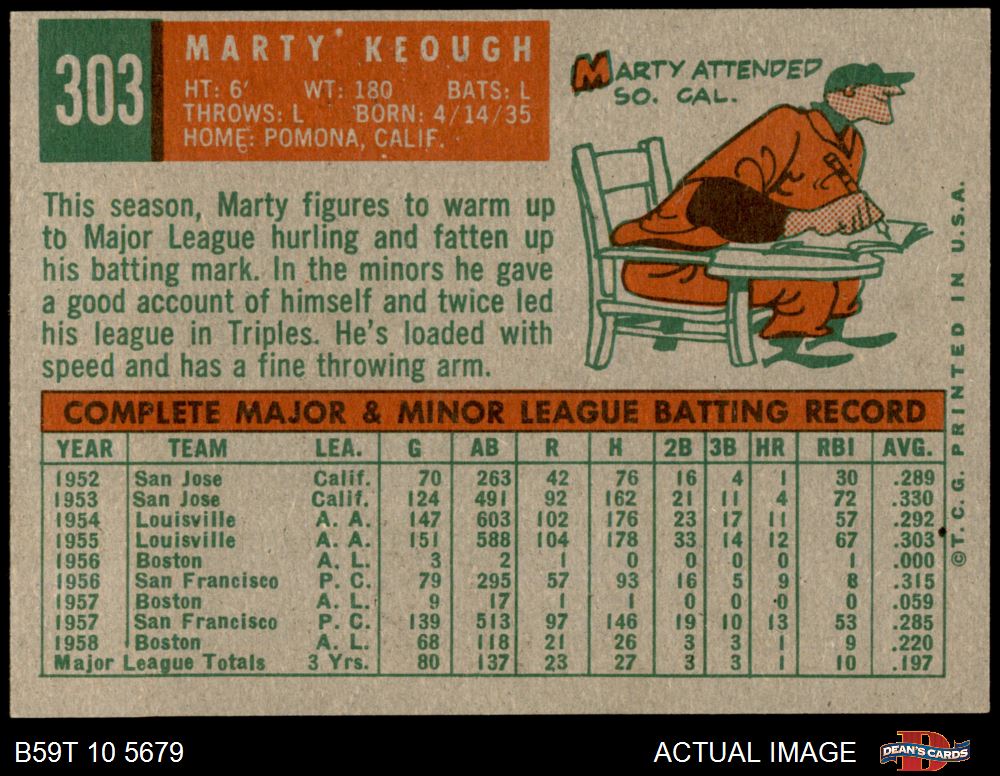 303
MARTY KEOUGH
HT: 6' WT: 180 BATS: L
THROWS: L BORN: 4/14/35
HOME: POMONA, CALIF.
MARTY ATTENDED
SO. CAL.
This season, Marty figures to warm up
to Major League hurling and fatten up
his batting mark. In the minors he gave
a good account of himself and twice led
his league in Triples. He's loaded with
speed and has a fine throwing arm.
COMPLETE MAJOR & MINOR LEAGUE BATTING RECORD
YEAR TEAM LEA. G AB R H 2B 3B HR RBI AVG.
1952 San Jose Calif. 70 263 42 76 16 4 1 30 .289
1953 San Jose Calif. 124 491 92 162 21 11 4 72 .330
1954 Louisville A. A. 147 603 102 176 23 17 11 57 .292
1955 Louisville A. A. 151 588 104 178 33 14 12 67 .303
1956 Boston A. L. 3 2 1 0 0 0 0 1 .000
1956 San Francisco P. C. 79 295 57 93 16 5 9 8 .315
1957 Boston A. L. 9 17 1 1 0 0 0 0 .059
1957 San Francisco P. C. 139 513 97 146 19 10 13 53 .285
1958 Boston A. L. 68 118 21 26 3 3 1 9 .220
Major League Totals 3 Yrs. 80 137 23 27 3 3 1 10 .197
©T. C. G. PRINTED IN U.S.A.
B59T 10 5679
ACTUAL IMAGE
D
DEAN'S CARDS